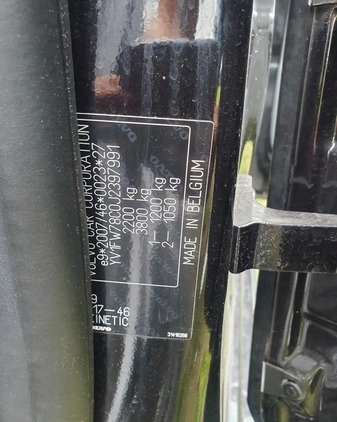 VOLVO CAR CORPORATION
e9*2007/46*0023*27
YV1FW78C0J2397991
2200 kg
3800 kg
1- 1200 kg
2- 1050 kg
MADE IN BELGIUM
9
17-46
KINETIC